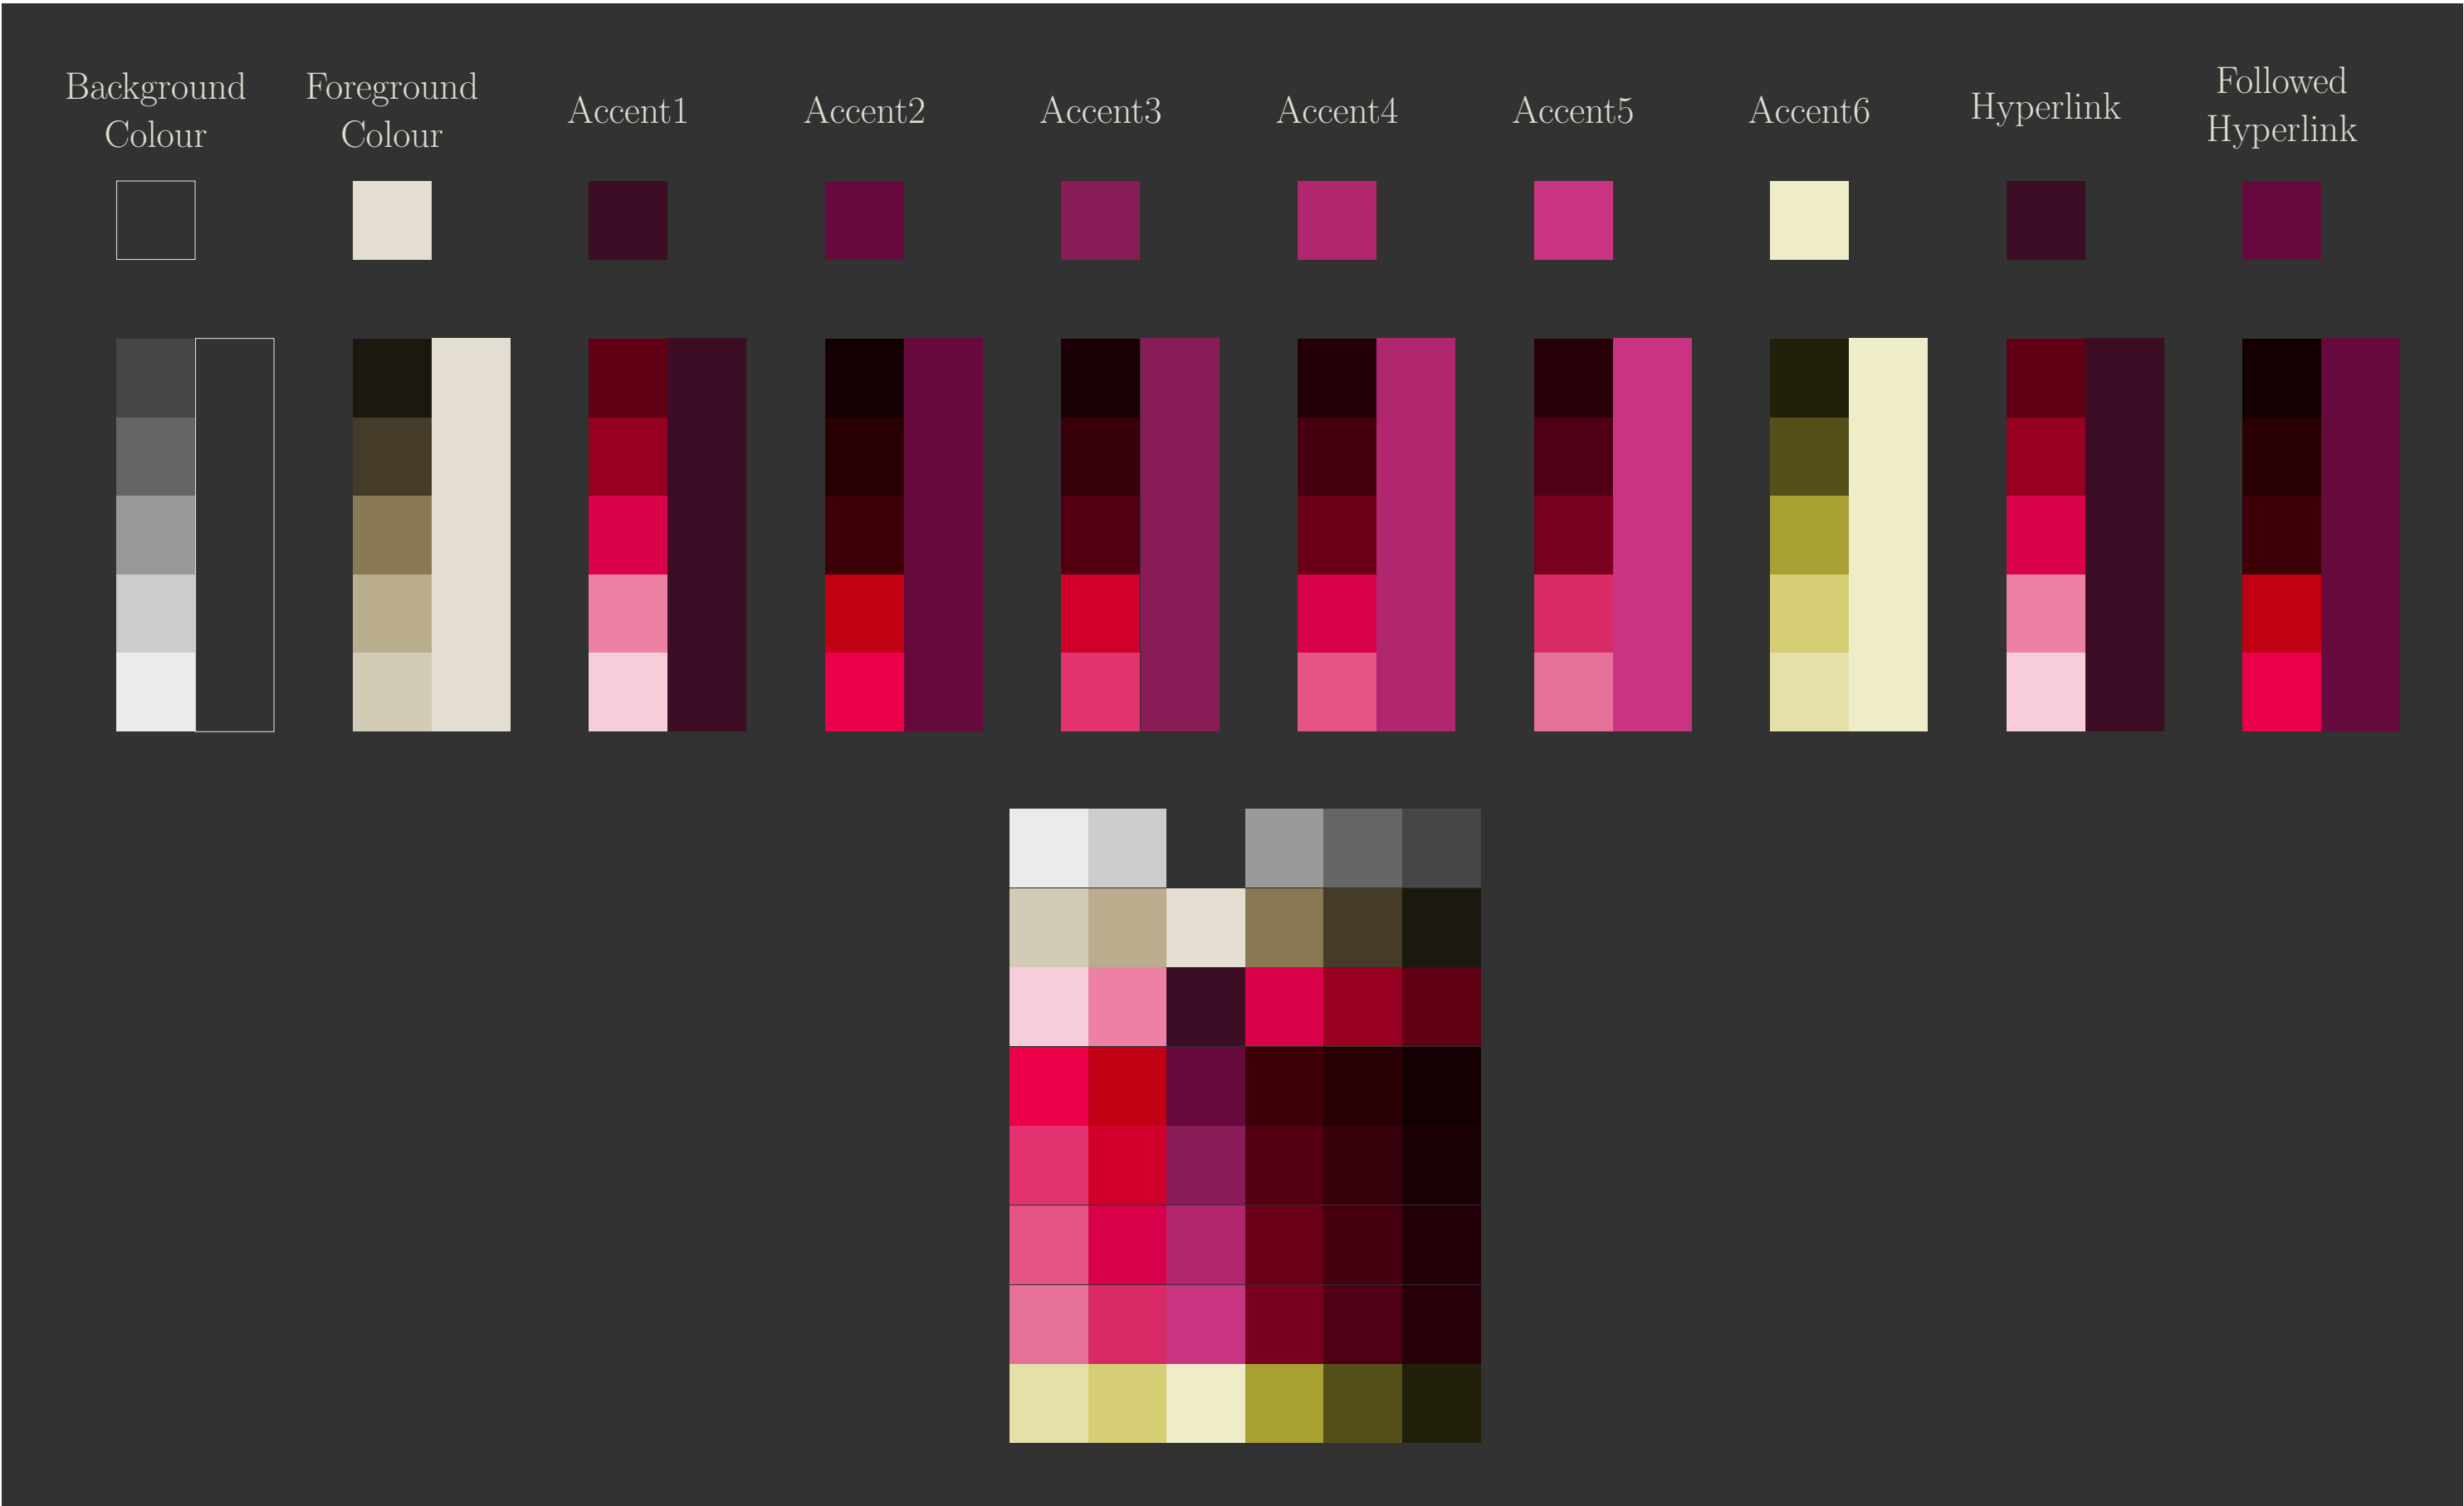 Background
Colour
Foreground
Colour
Accent1
Accent2
Accent3
Accent4
Accent5
Accent6
Hyperlink
Followed
Hyperlink